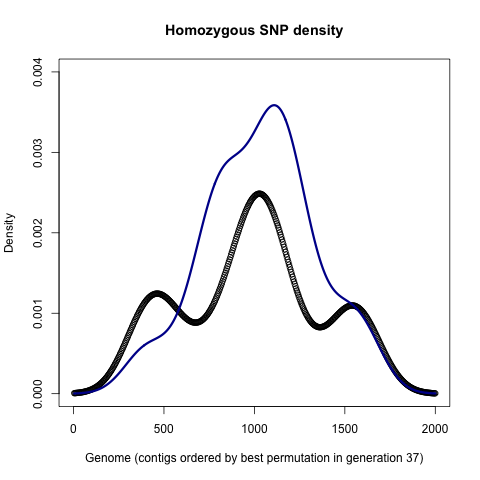 Homozygous SNP density
0.004
0.003
0.002
0.001
0.000
Density
0 500 1000 1500 2000
Genome (contigs ordered by best permutation in generation 37)